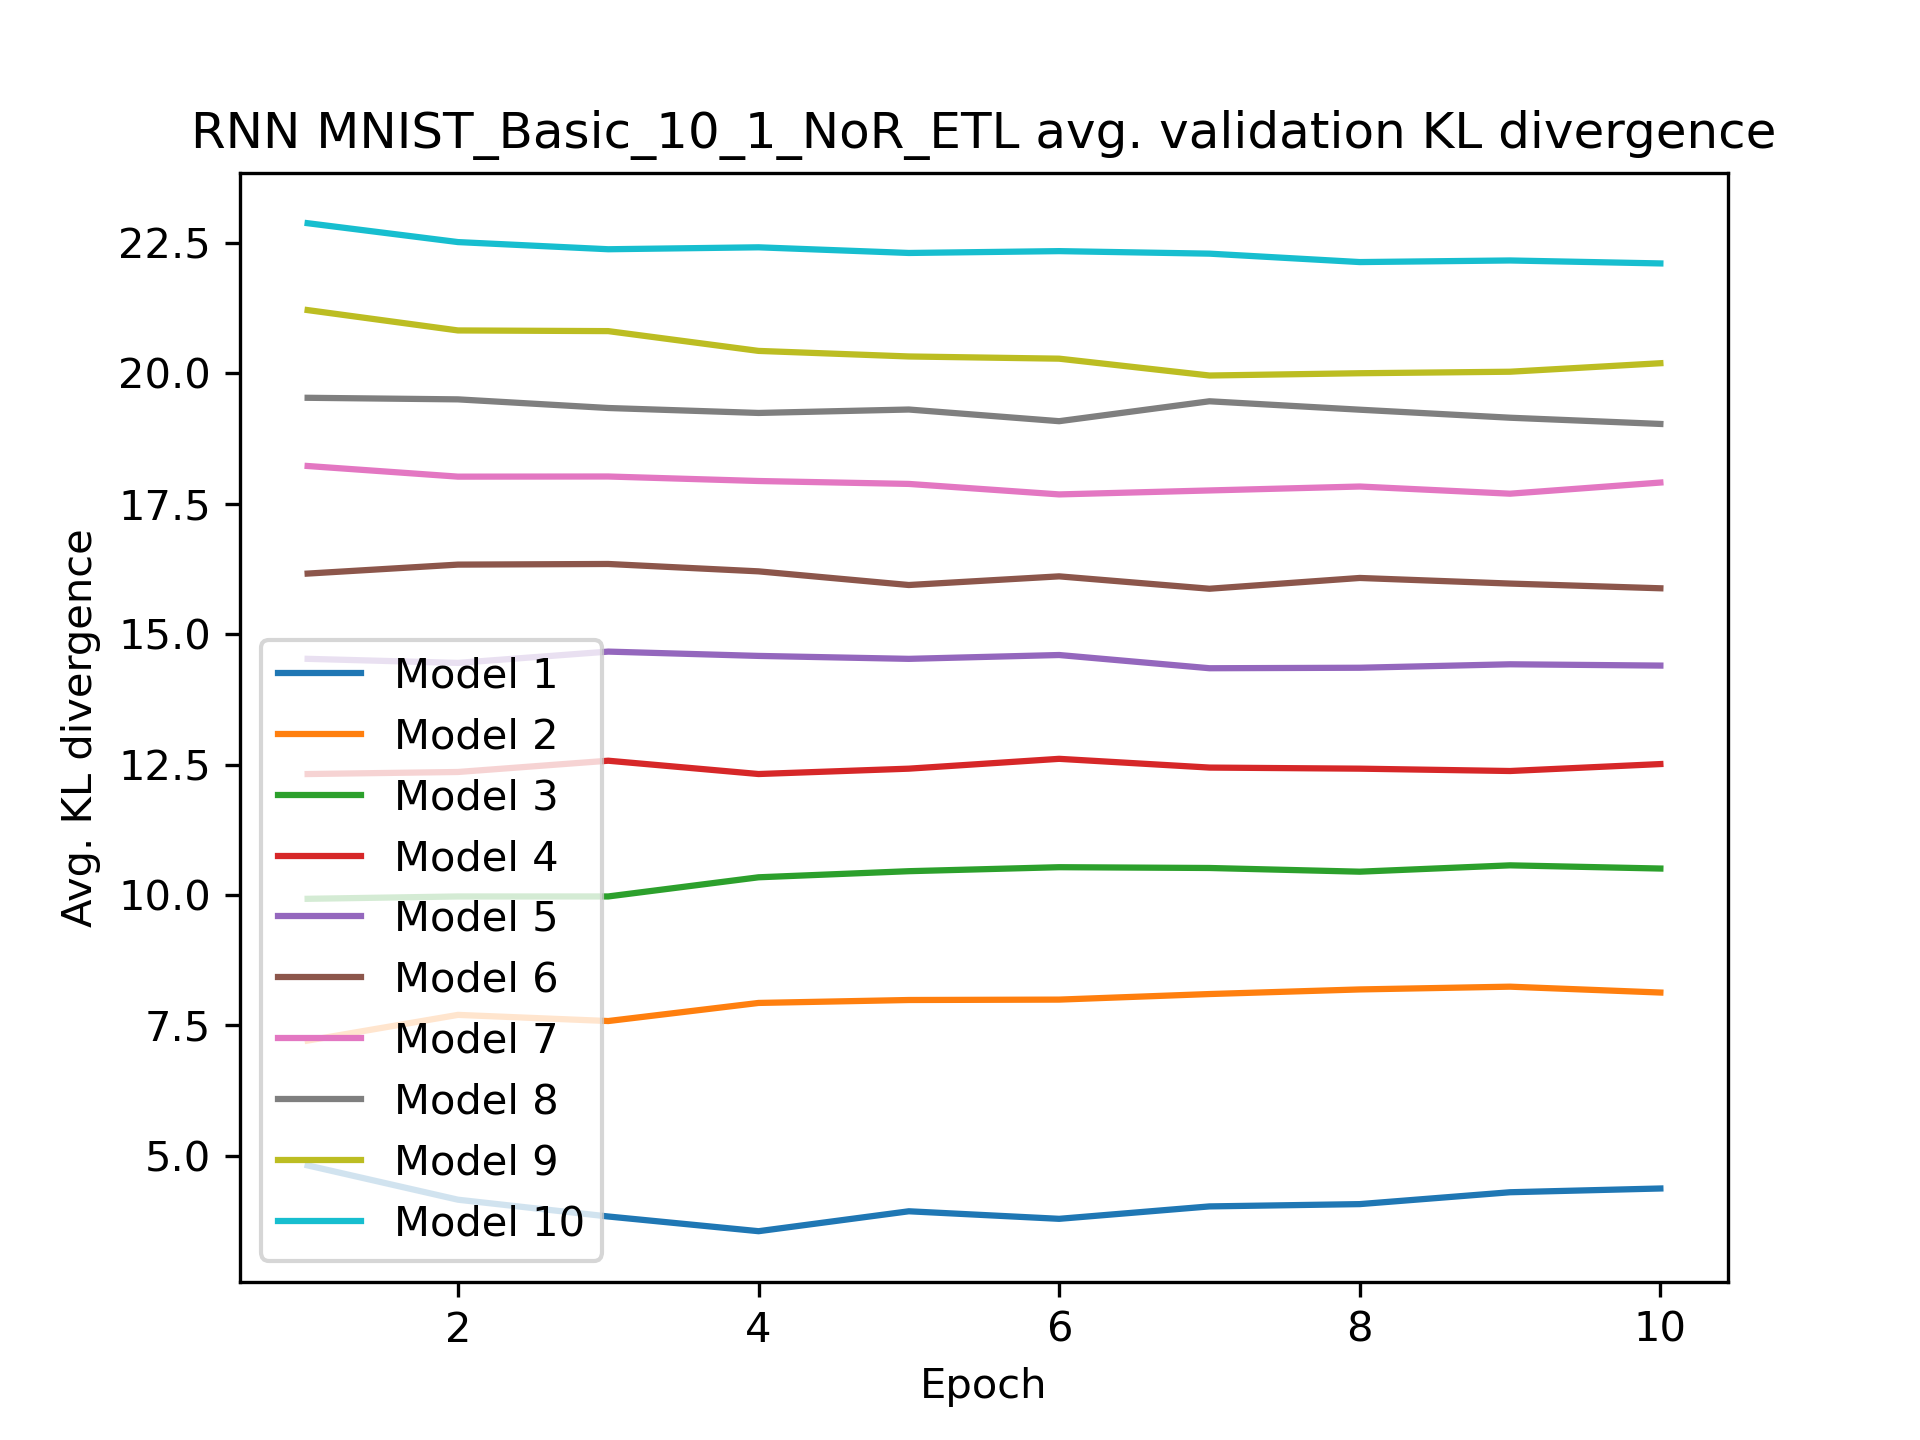 RNN MNIST_Basic_10_1_NoR_ETL avg. validation KL divergence
Avg. KL divergence
22.5
20.0
17.5
15.0
12.5
10.0
7.5
5.0
Model 1
Model 2
Model 3
Model 4
Model 5
Model 6
Model 7
Model 8
Model 9
Model 10
2 4 6 8 10
Epoch